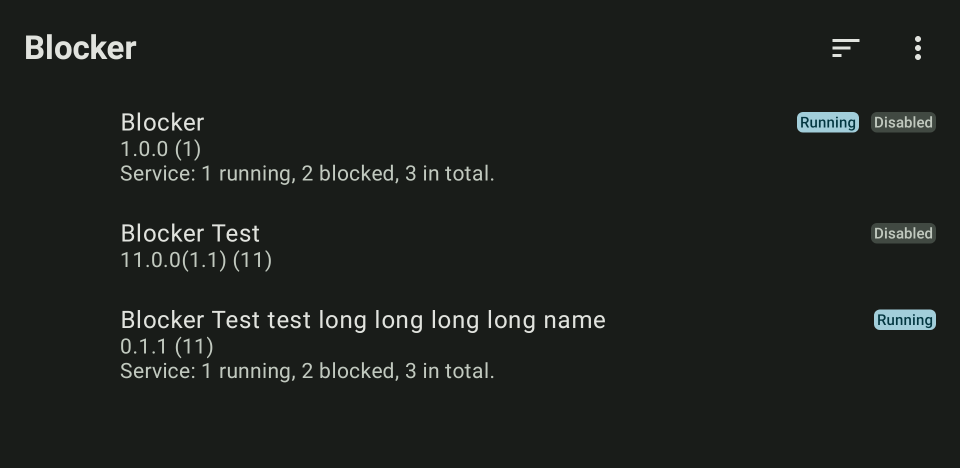 Blocker
Blocker Running Disabled
1.0.0 (1)
Service: 1 running, 2 blocked, 3 in total.
Blocker Test Disabled
11.0.0(1.1) (11)
Blocker Test test long long long long name Running
0.1.1 (11)
Service: 1 running, 2 blocked, 3 in total.